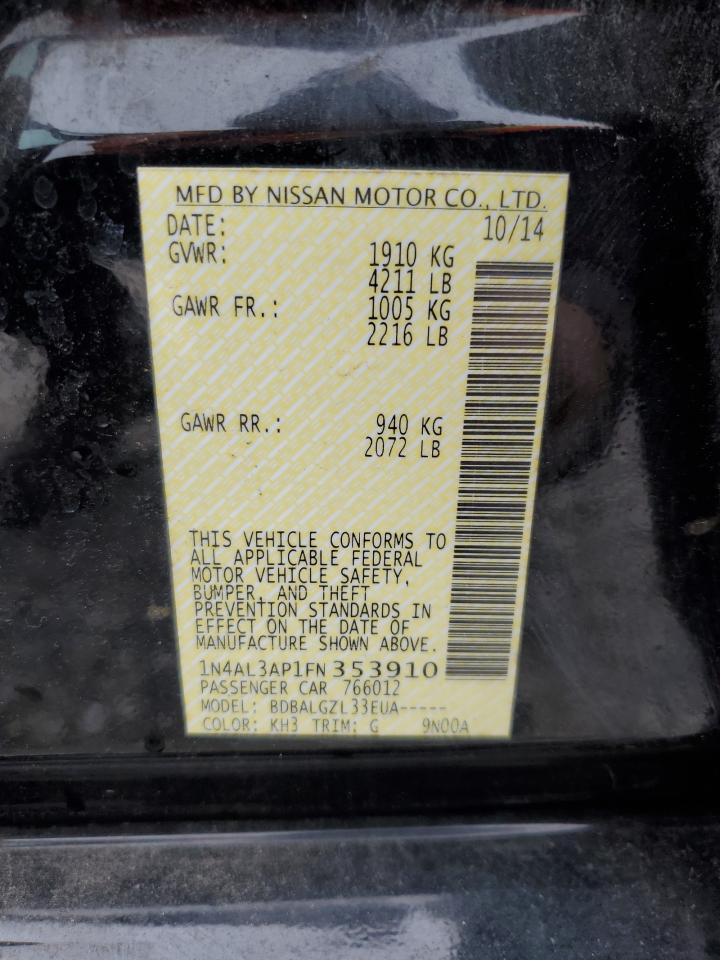 MFD BY NISSAN MOTOR CO., LTD.
DATE: 10/14
GVWR: 1910 KG
4211 LB
GAWR FR.: 1005 KG
2216 LB
GAWR RR.: 940 KG
2072 LB
THIS VEHICLE CONFORMS TO
ALL APPLICABLE FEDERAL
MOTOR VEHICLE SAFETY,
BUMPER, AND THEFT
PREVENTION STANDARDS IN
EFFECT ON THE DATE OF
MANUFACTURE SHOWN ABOVE.
1N4AL3AP1FN353910
PASSENGER CAR 766012
MODEL: BDBALGZL33EUA-----
COLOR: KH3 TRIM: G 9N00A